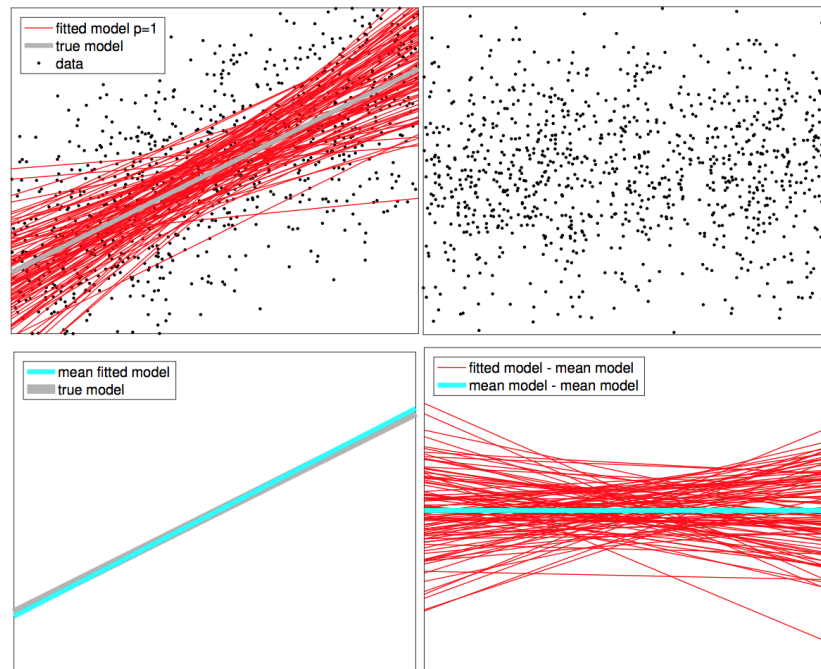 fitted model p=1
true model
data
mean fitted model
true model
fitted model - mean model
mean model - mean model